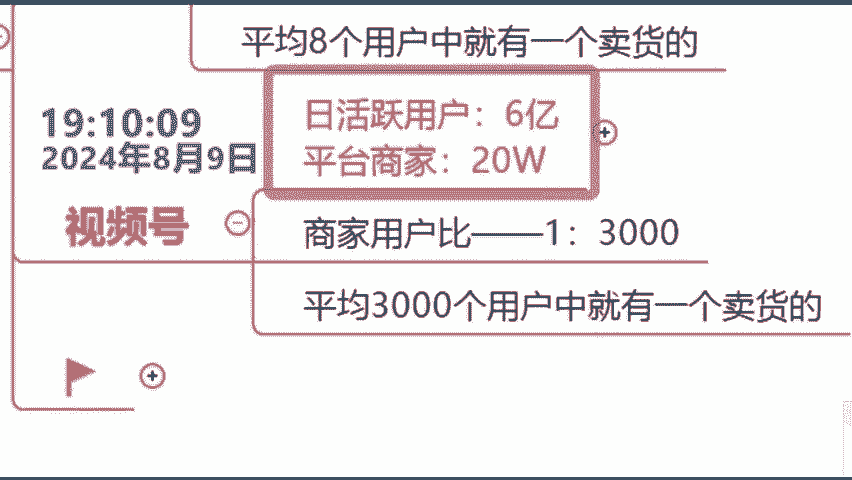 平均8个用户中就有一个卖货的
日活跃用户：6亿
19:10:09
2024年8月9日
平台商家：20W
视频号
商家用户比——1：3000
平均3000个用户中就有一个卖货的